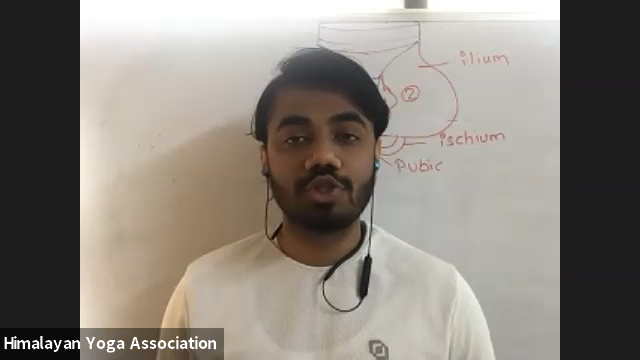 ilium
②
ischium
Pubic
Himalayan Yoga Association